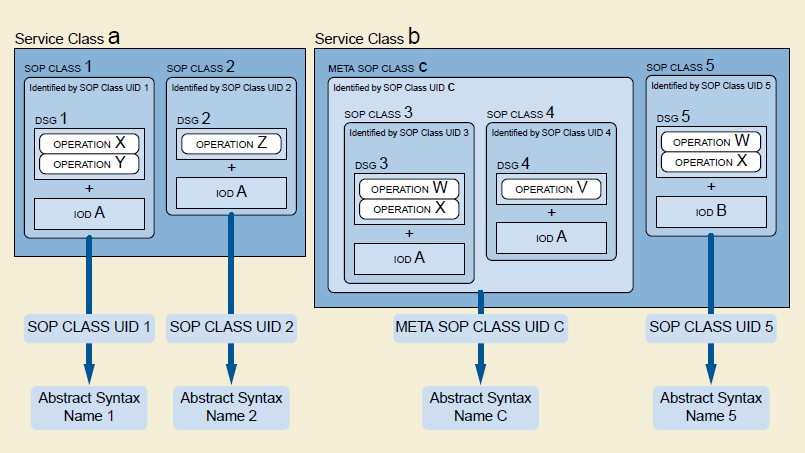 Service Class a
SOP CLASS 1
Identified by SOP Class UID 1
DSG 1
OPERATION X
OPERATION Y
+
IOD A
SOP CLASS 2
Identified by SOP Class UID 2
DSG 2
OPERATION Z
+
IOD A
Service Class b
META SOP CLASS c
Identified by SOP Class UID C
SOP CLASS 3
Identified by SOP Class UID 3
DSG 3
OPERATION W
OPERATION X
+
IOD A
SOP CLASS 4
Identified by SOP Class UID 4
DSG 4
OPERATION V
+
IOD A
SOP CLASS 5
Identified by SOP Class UID 5
DSG 5
OPERATION W
OPERATION X
+
IOD B
SOP CLASS UID 1
SOP CLASS UID 2
META SOP CLASS UID C
SOP CLASS UID 5
Abstract Syntax
Name 1
Abstract Syntax
Name 2
Abstract Syntax
Name C
Abstract Syntax
Name 5